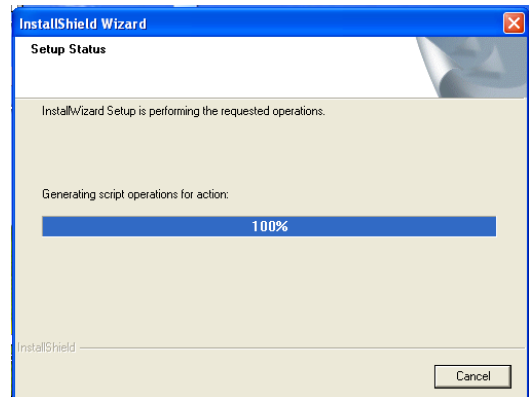 InstallShield Wizard
Setup Status
InstallWizard Setup is performing the requested operations.
Generating script operations for action:
100%
InstallShield
Cancel